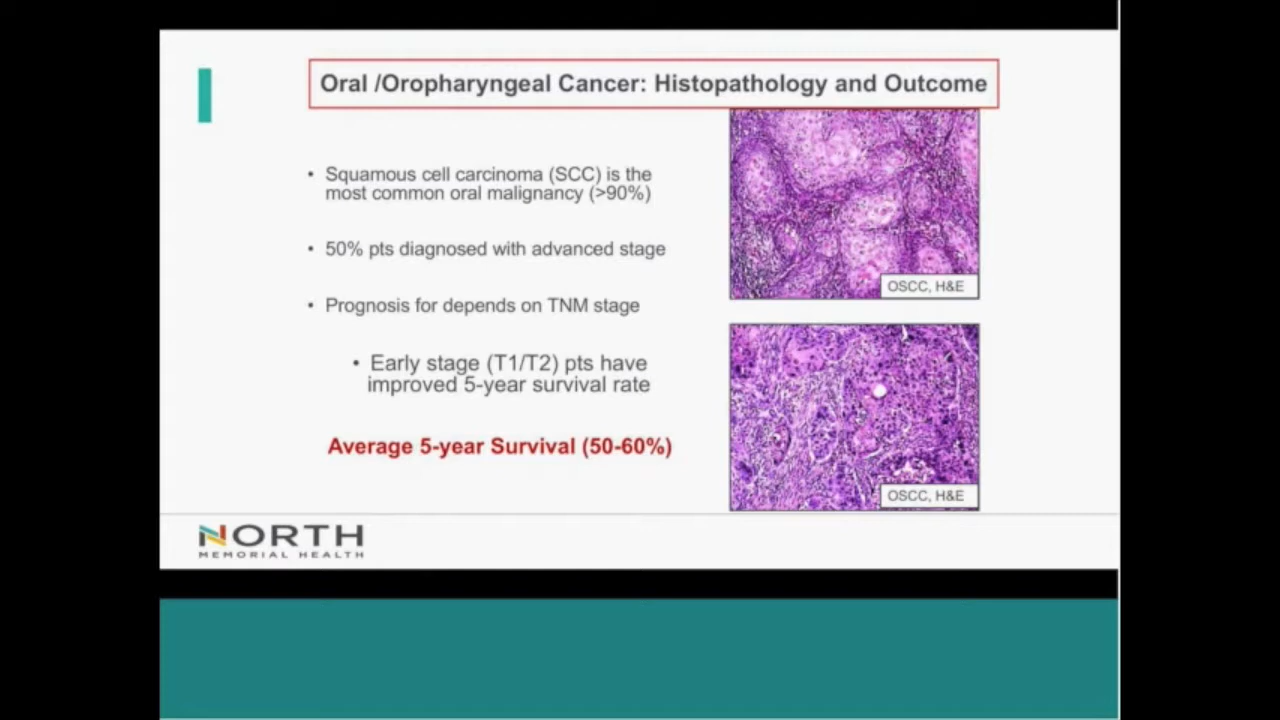 Oral /Oropharyngeal Cancer: Histopathology and Outcome
• Squamous cell carcinoma (SCC) is the
most common oral malignancy (>90%)
• 50% pts diagnosed with advanced stage
• Prognosis for depends on TNM stage
• Early stage (T1/T2) pts have
improved 5-year survival rate
Average 5-year Survival (50-60%)
OSCC, H&E
OSCC, H&E
NORTH
MEMORIAL HEALTH